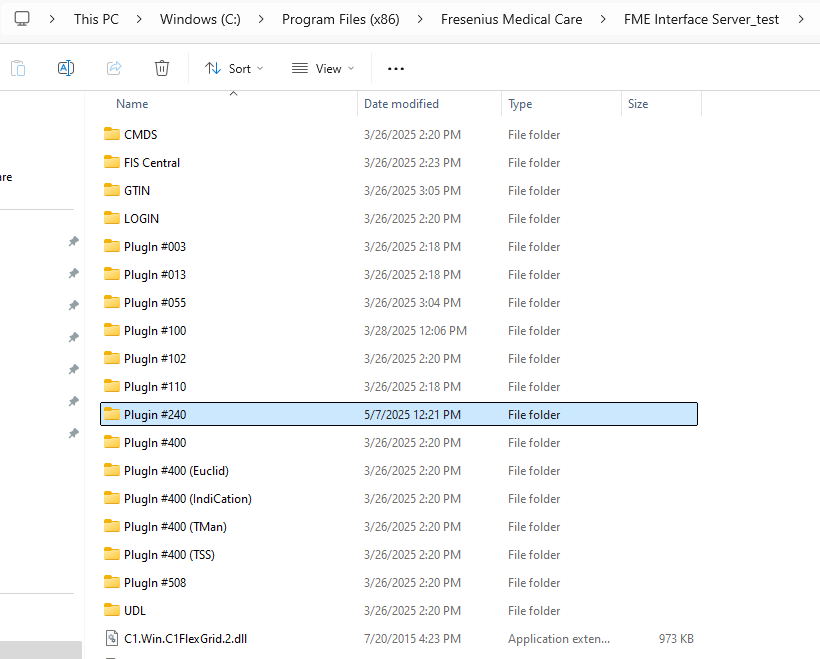 This PC > Windows (C:) > Program Files (x86) > Fresenius Medical Care > FME Interface Server_test >
Sort View ...
Name Date modified Type Size
CMDS 3/26/2025 2:20 PM File folder
FIS Central 3/26/2025 2:23 PM File folder
GTIN 3/26/2025 3:05 PM File folder
LOGIN 3/26/2025 2:20 PM File folder
PlugIn #003 3/26/2025 2:18 PM File folder
PlugIn #013 3/26/2025 2:18 PM File folder
PlugIn #055 3/26/2025 3:04 PM File folder
PlugIn #100 3/28/2025 12:06 PM File folder
PlugIn #102 3/26/2025 2:20 PM File folder
PlugIn #110 3/26/2025 2:18 PM File folder
Plugin #240 5/7/2025 12:21 PM File folder
PlugIn #400 3/26/2025 2:20 PM File folder
PlugIn #400 (Euclid) 3/26/2025 2:20 PM File folder
PlugIn #400 (IndiCation) 3/26/2025 2:20 PM File folder
PlugIn #400 (TMan) 3/26/2025 2:20 PM File folder
PlugIn #400 (TSS) 3/26/2025 2:20 PM File folder
PlugIn #508 3/26/2025 2:20 PM File folder
UDL 3/26/2025 2:20 PM File folder
C1.Win.C1FlexGrid.2.dll 7/20/2015 4:23 PM Application exten... 973 KB